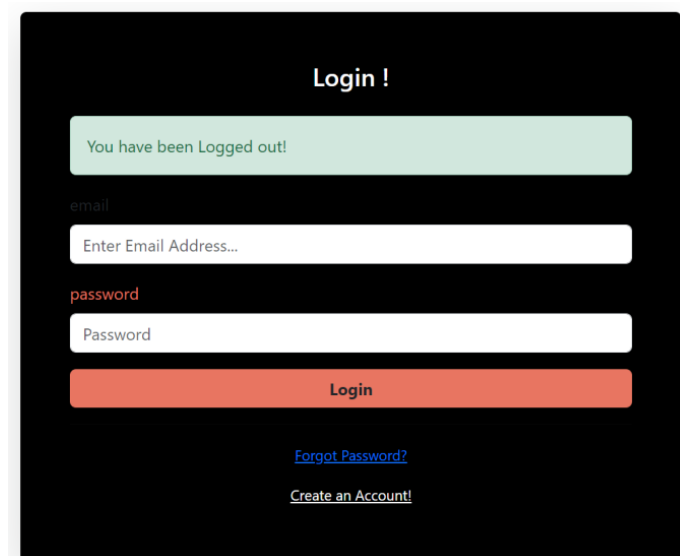 Login !
You have been Logged out!
email
Enter Email Address...
password
Password
Login
Forgot Password?
Create an Account!